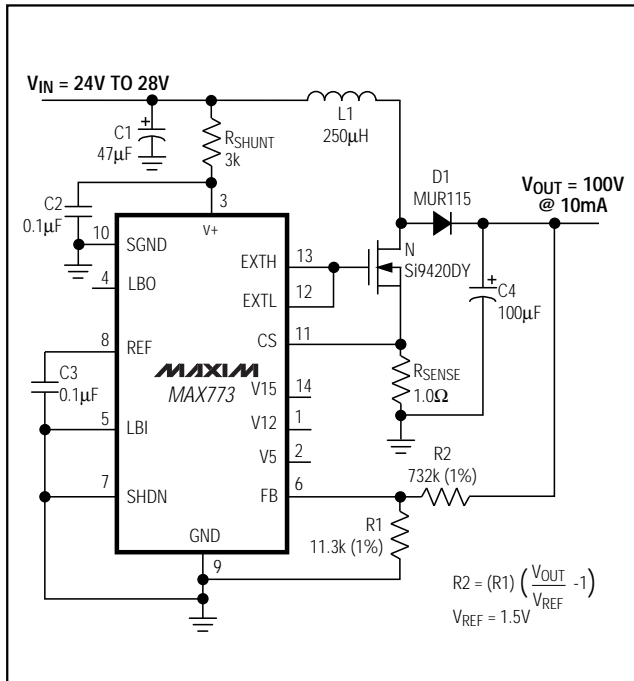 VIN = 24V TO 28V
C1
47µF
RSHUNT
3k
L1
250µH
D1
MUR115
VOUT = 100V
@ 10mA
C2
0.1µF
3
V+
10
SGND
4
LBO
8
REF
C3
0.1µF
5
LBI
7
SHDN
GND
9
MAXIM
MAX773
EXTH
13
EXTL
12
CS
11
V15
14
V12
1
V5
2
FB
6
N
Si9420DY
C4
100µF
RSENSE
1.0Ω
R2
732k (1%)
R1
11.3k (1%)
R2 = (R1) (VOUT/VREF -1)
VREF = 1.5V